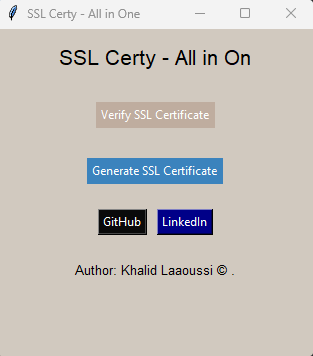 SSL Certy - All in One
SSL Certy - All in On
Verify SSL Certificate
Generate SSL Certificate
GitHub LinkedIn
Author: Khalid Laaoussi © .